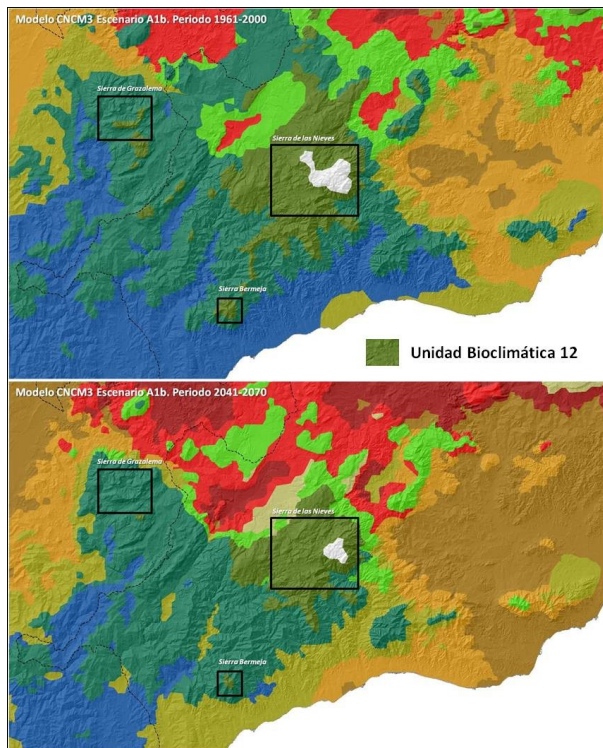 Modelo CNCM3 Escenario A1b. Periodo 1961-2000
Sierra de Grazalema
Sierra de las Nieves
Sierra Bermeja
Unidad Bioclimática 12
Modelo CNCM3 Escenario A1b. Periodo 2041-2070
Sierra de Grazalema
Sierra de las Nieves
Sierra Bermeja